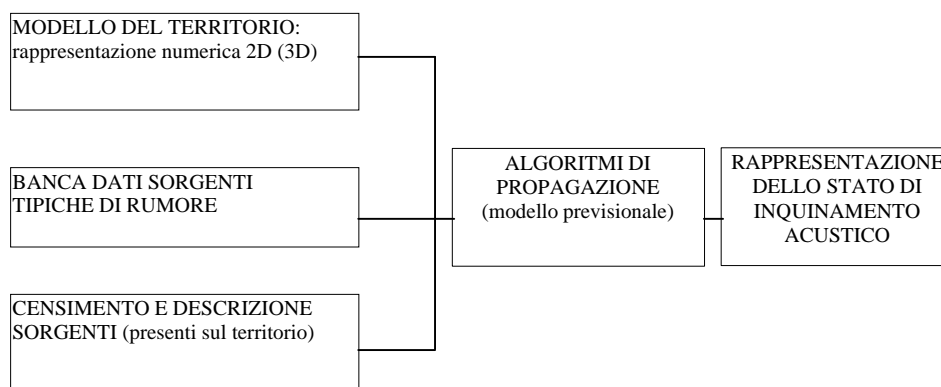 MODELLO DEL TERRITORIO:
rappresentazione numerica 2D (3D)
BANCA DATI SORGENTI
TIPICHE DI RUMORE
CENSIMENTO E DESCRIZIONE
SORGENTI (presenti sul territorio)
ALGORITMI DI
PROPAGAZIONE
(modello previsionale)
RAPPRESENTAZIONE
DELLO STATO DI
INQUINAMENTO
ACUSTICO